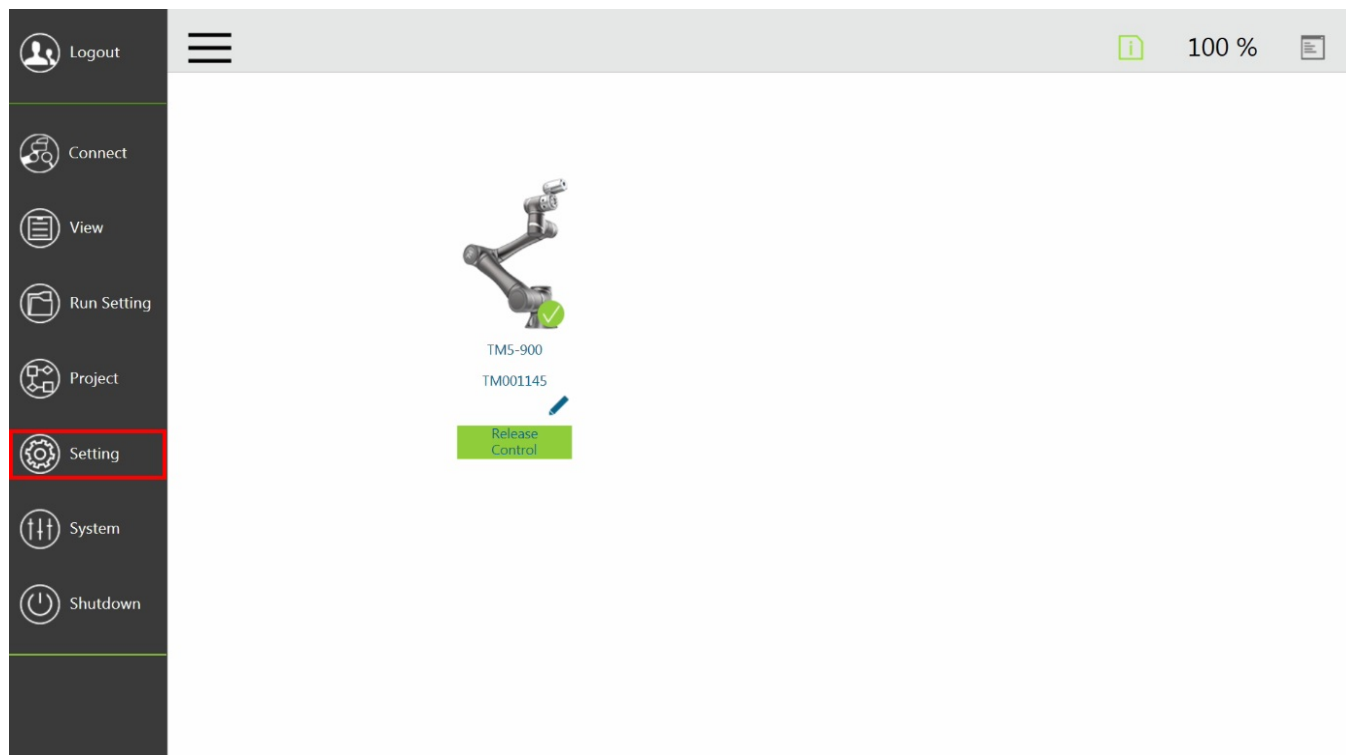 Logout
100 %
Connect
View
Run Setting
Project
Setting
System
Shutdown
TM5-900
TM001145
Release
Control